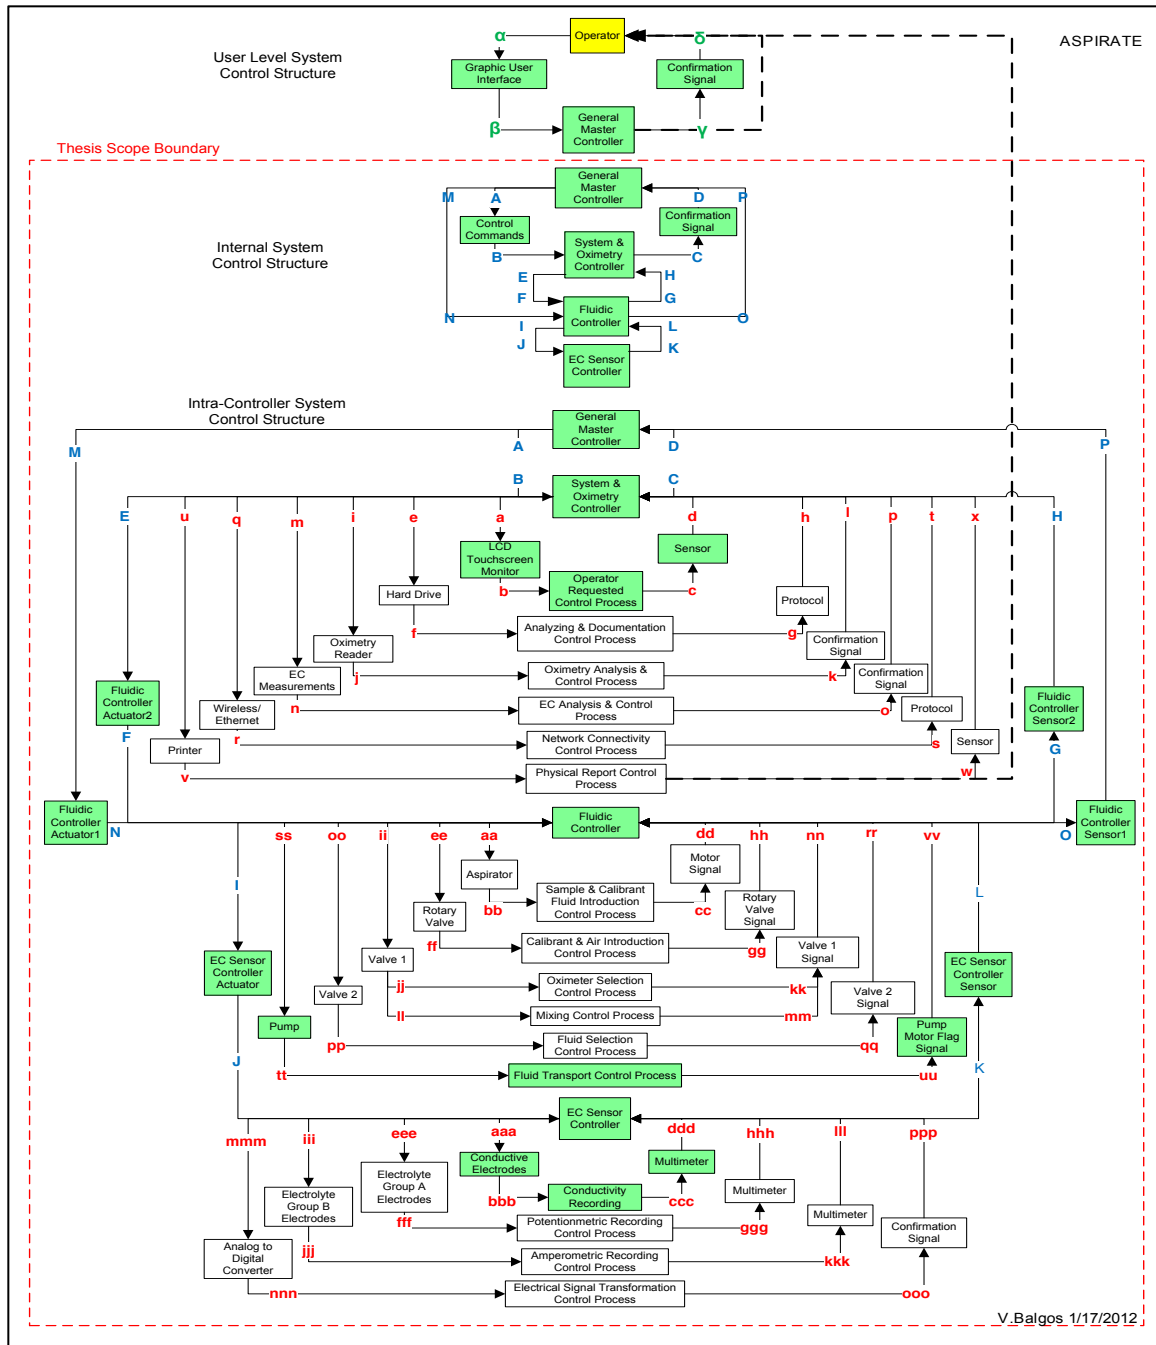 α
Operator
δ
ASPIRATE
User Level System
Control Structure
Graphic User
Interface
Confirmation
Signal
β
General
Master
Controller
γ
Thesis Scope Boundary
M
A
General
Master
Controller
D
P
Control
Commands
Confirmation
Signal
Internal System
Control Structure
B
System &
Oximetry
Controller
C
E
H
F
G
N
Fluidic
Controller
O
I
L
J
K
EC Sensor
Controller
Intra-Controller System
Control Structure
General
Master
Controller
M
A
D
P
B
C
System &
Oximetry
Controller
E
u
q
m
i
e
a
d
h
l
p
t
x
H
LCD
Touchscreen
Monitor
Sensor
b
Operator
Requested
Control Process
c
Hard Drive
Protocol
f
Analyzing & Documentation
Control Process
g
Oximetry
Reader
Confirmation
Signal
j
Oximetry Analysis &
Control Process
k
EC
Measurements
Confirmation
Signal
Fluidic
Controller
Actuator2
Fluidic
Controller
Sensor2
n
EC Analysis & Control
Process
o
Wireless/
Ethernet
Protocol
F
r
Network Connectivity
Control Process
s
G
Printer
Sensor
v
Physical Report Control
Process
w
Fluidic
Controller
Actuator1
N
Fluidic
Controller
O
Fluidic
Controller
Sensor1
ss
oo
ii
ee
aa
dd
hh
nn
rr
vv
Aspirator
Motor
Signal
I
L
bb
Sample & Calibrant
Fluid Introduction
Control Process
cc
Rotary
Valve
Rotary
Valve
Signal
ff
Calibrant & Air Introduction
Control Process
gg
Valve 1
Valve 1
Signal
EC Sensor
Controller
Actuator
EC Sensor
Controller
Sensor
jj
Oximeter Selection
Control Process
kk
Valve 2
Valve 2
Signal
ll
Mixing Control Process
mm
Pump
Pump
Motor Flag
Signal
pp
Fluid Selection
Control Process
qq
J
K
tt
Fluid Transport Control Process
uu
EC Sensor
Controller
mmm
iii
eee
aaa
ddd
hhh
lll
ppp
Conductive
Electrodes
Multimeter
Electrolyte
Group A
Electrodes
Multimeter
bbb
Conductivity
Recording
ccc
Electrolyte
Group B
Electrodes
Multimeter
fff
Potentionmetric Recording
Control Process
ggg
Analog to
Digital
Converter
Confirmation
Signal
jjj
Amperometric Recording
Control Process
kkk
nnn
Electrical Signal Transformation
Control Process
ooo
V.Balgos 1/17/2012